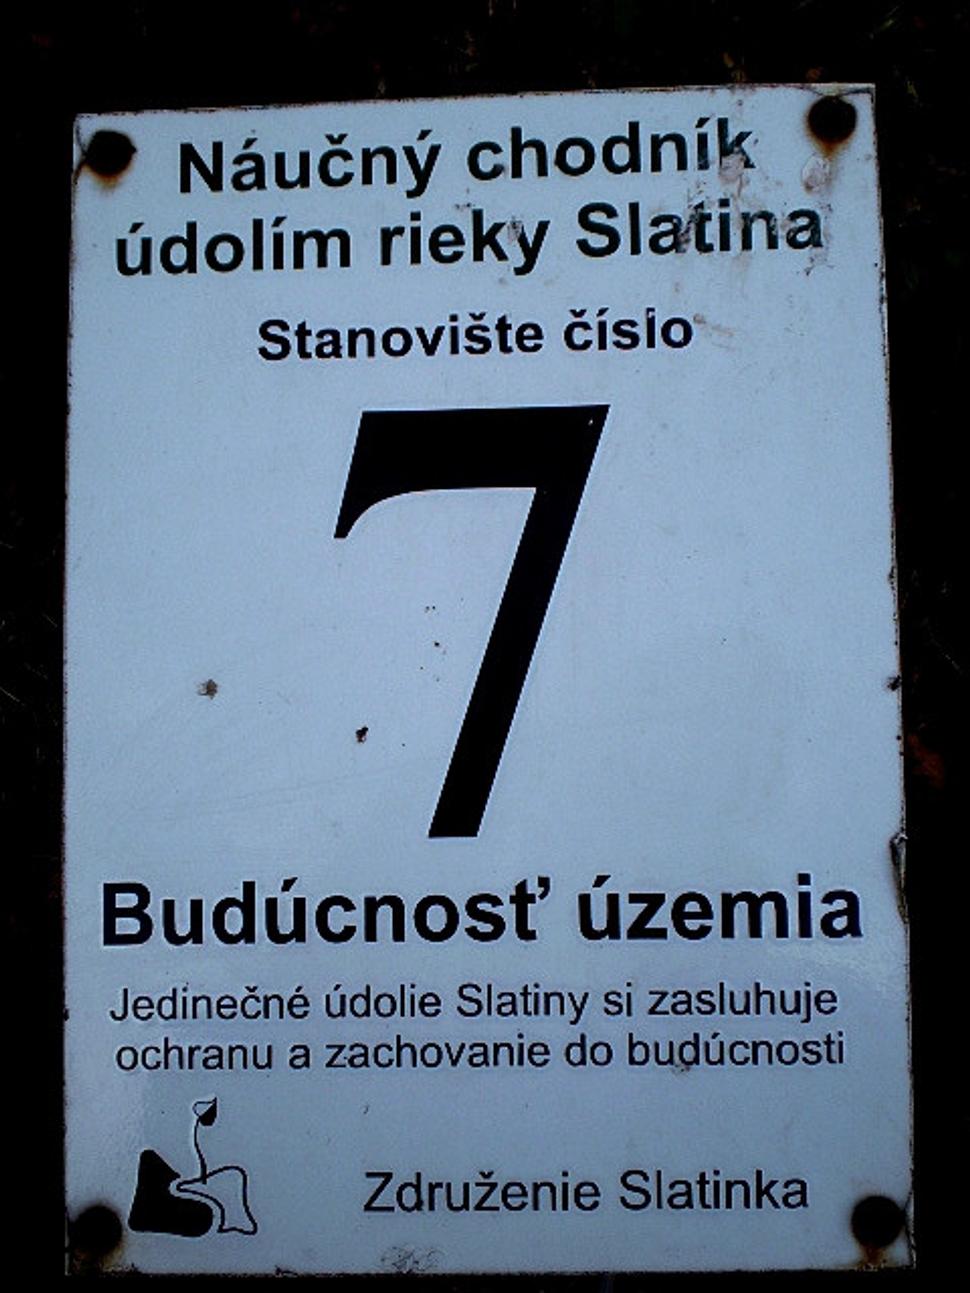 Náučný chodník
údolím rieky Slatina
Stanovište číslo
7
Budúcnosť územia
Jedinečné údolie Slatiny si zasluhuje
ochranu a zachovanie do budúcnosti
Združenie Slatinka